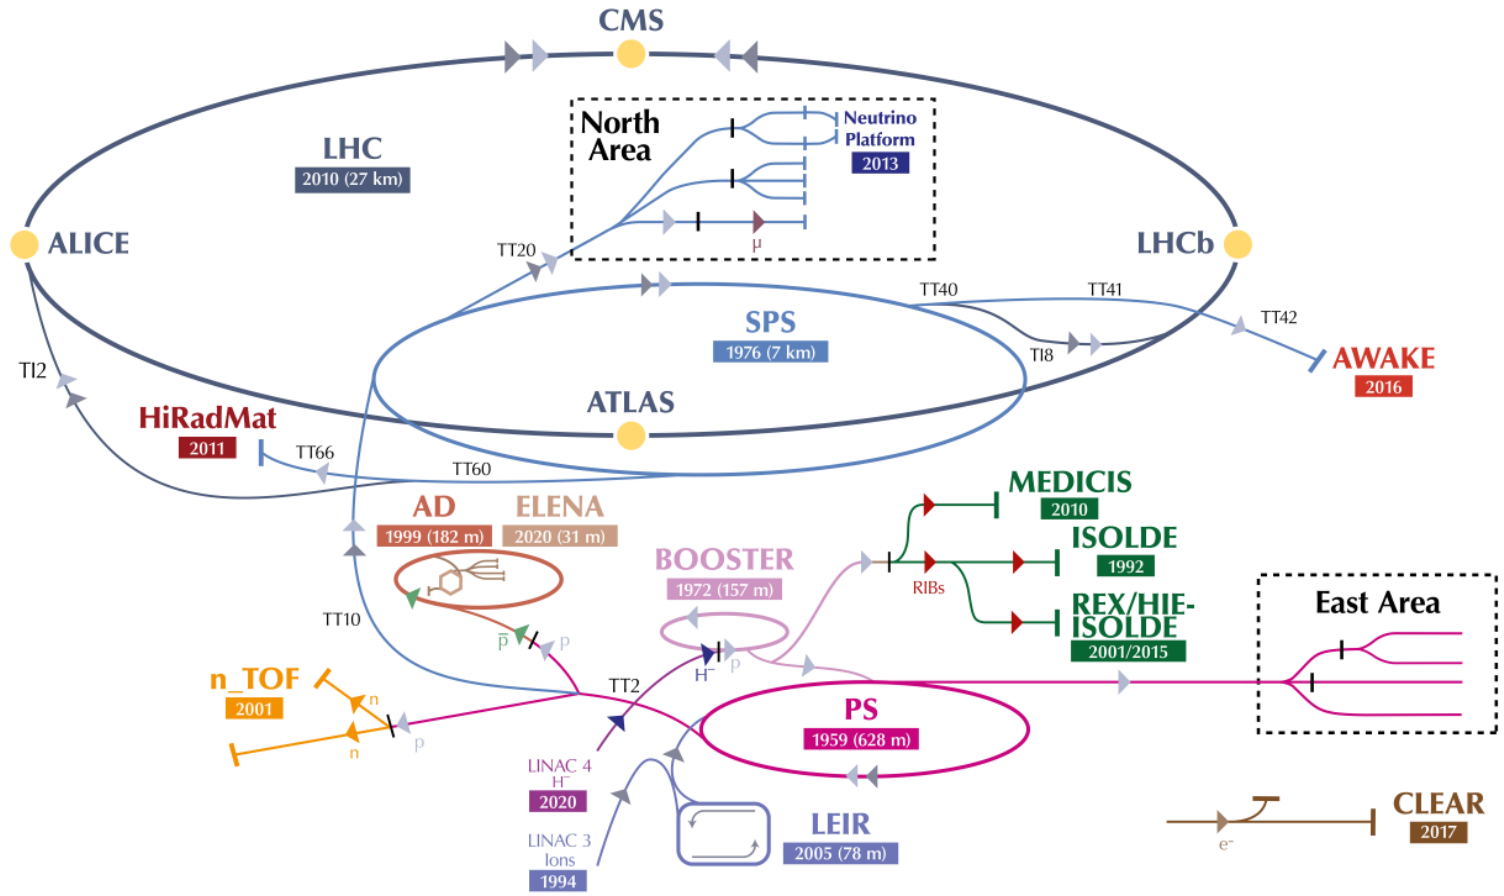 CMS
North
Area
Neutrino
Platform
2013
LHC
2010 (27 km)
μ
ALICE
LHCb
TT20
TT40
TT41
TT42
SPS
1976 (7 km)
TI8
AWAKE
2016
TI2
ATLAS
HiRadMat
2011
TT66
TT60
AD
1999 (182 m)
ELENA
2020 (31 m)
MEDICIS
2010
ISOLDE
1992
BOOSTER
1972 (157 m)
RIBs
REX/HIE-
ISOLDE
2001/2015
East Area
TT10
p̅
p
H⁻
p
n_TOF
2001
n
n
p
TT2
PS
1959 (628 m)
LINAC 4
H⁻
2020
LINAC 3
Ions
1994
LEIR
2005 (78 m)
CLEAR
2017
e⁻